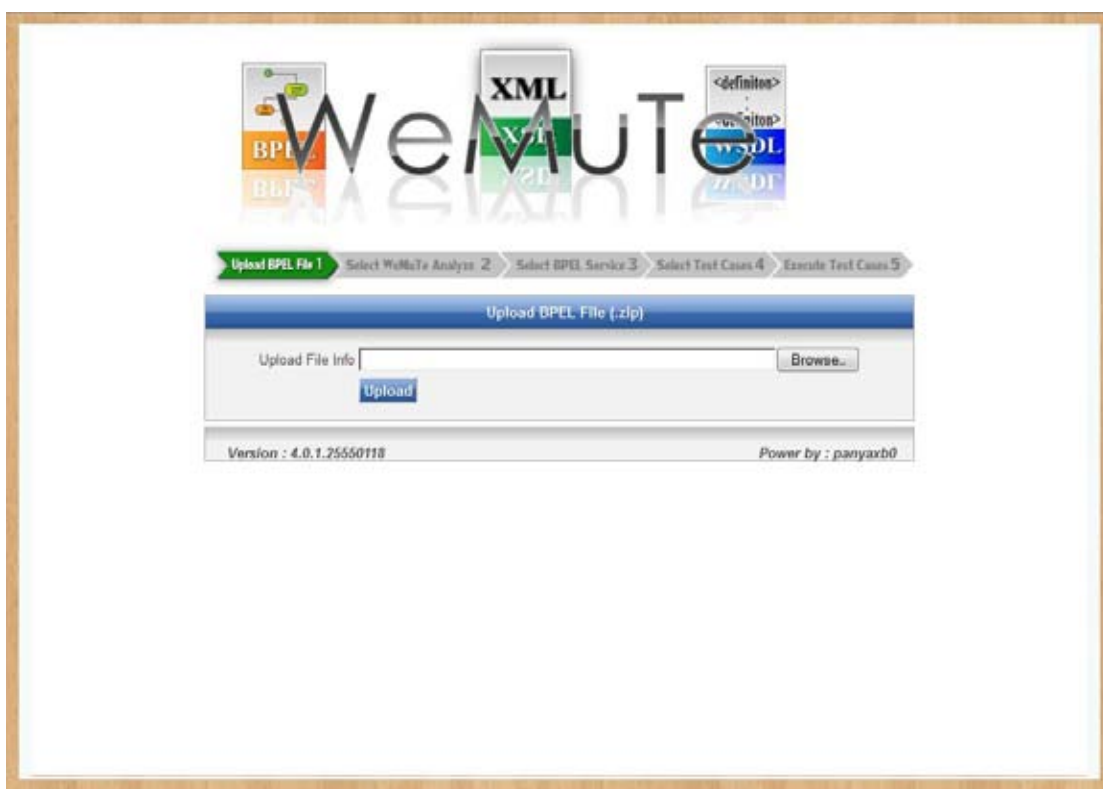 BPEL
XML
XSD
<definiton>
.
<definiton>
WSDL
WeMuTe
Upload BPEL File 1
Select WeMuTe Analyze 2
Select BPEL Service 3
Select Test Cases 4
Execute Test Cases 5
Upload BPEL File (.zip)
Upload File Info
Browse..
Upload
Version : 4.0.1.25550118
Power by : panyaxb0